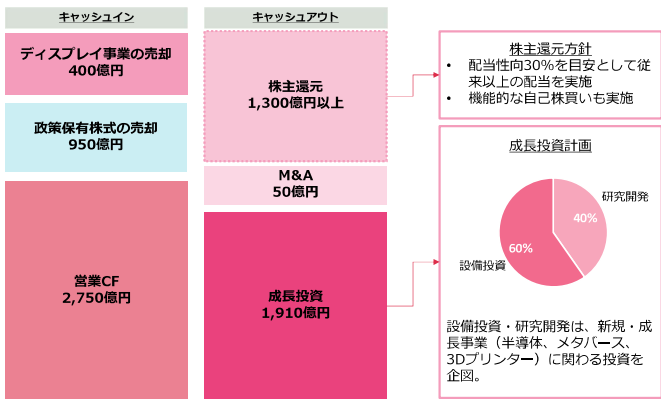 キャッシュイン
ディスプレイ事業の売却
400億円
政策保有株式の売却
950億円
営業CF
2,750億円
キャッシュアウト
株主還元
1,300億円以上
M&A
50億円
成長投資
1,910億円
株主還元方針
• 配当性向30%を目安として従
来以上の配当を実施
• 機能的な自己株買いも実施
成長投資計画
研究開発
40%
60%
設備投資
設備投資・研究開発は、新規・成
長事業（半導体、メタバース、
3Dプリンター）に関わる投資を
企図。